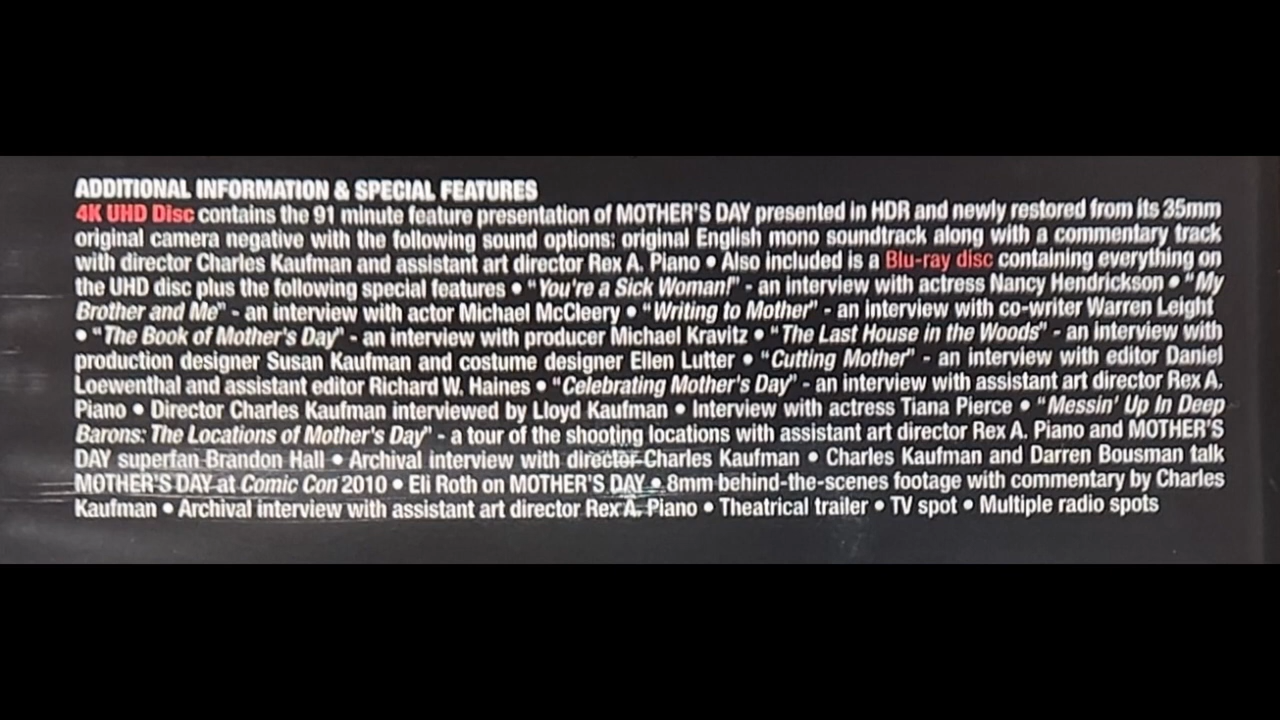 ADDITIONAL INFORMATION & SPECIAL FEATURES
4K UHD Disc contains the 91 minute feature presentation of MOTHER'S DAY presented in HDR and newly restored from its 35mm
original camera negative with the following sound options: original English mono soundtrack along with a commentary track
with director Charles Kaufman and assistant art director Rex A. Piano • Also included is a Blu-ray disc containing everything on
the UHD disc plus the following special features • "You're a Sick Woman!" - an interview with actress Nancy Hendrickson • "My
Brother and Me" - an interview with actor Michael McCleery • "Writing to Mother" - an interview with co-writer Warren Leight
• "The Book of Mother's Day" - an interview with producer Michael Kravitz • "The Last House in the Woods" - an interview with
production designer Susan Kaufman and costume designer Ellen Lutter • "Cutting Mother" - an interview with editor Daniel
Loewenthal and assistant editor Richard W. Haines • "Celebrating Mother's Day" - an interview with assistant art director Rex A.
Piano • Director Charles Kaufman interviewed by Lloyd Kaufman • Interview with actress Tiana Pierce • "Messin' Up In Deep
Barons: The Locations of Mother's Day" - a tour of the shooting locations with assistant art director Rex A. Piano and MOTHER'S
DAY superfan Brandon Hall • Archival interview with director Charles Kaufman • Charles Kaufman and Darren Bousman talk
MOTHER'S DAY at Comic Con 2010 • Eli Roth on MOTHER'S DAY • 8mm behind-the-scenes footage with commentary by Charles
Kaufman • Archival interview with assistant art director Rex A. Piano • Theatrical trailer • TV spot • Multiple radio spots